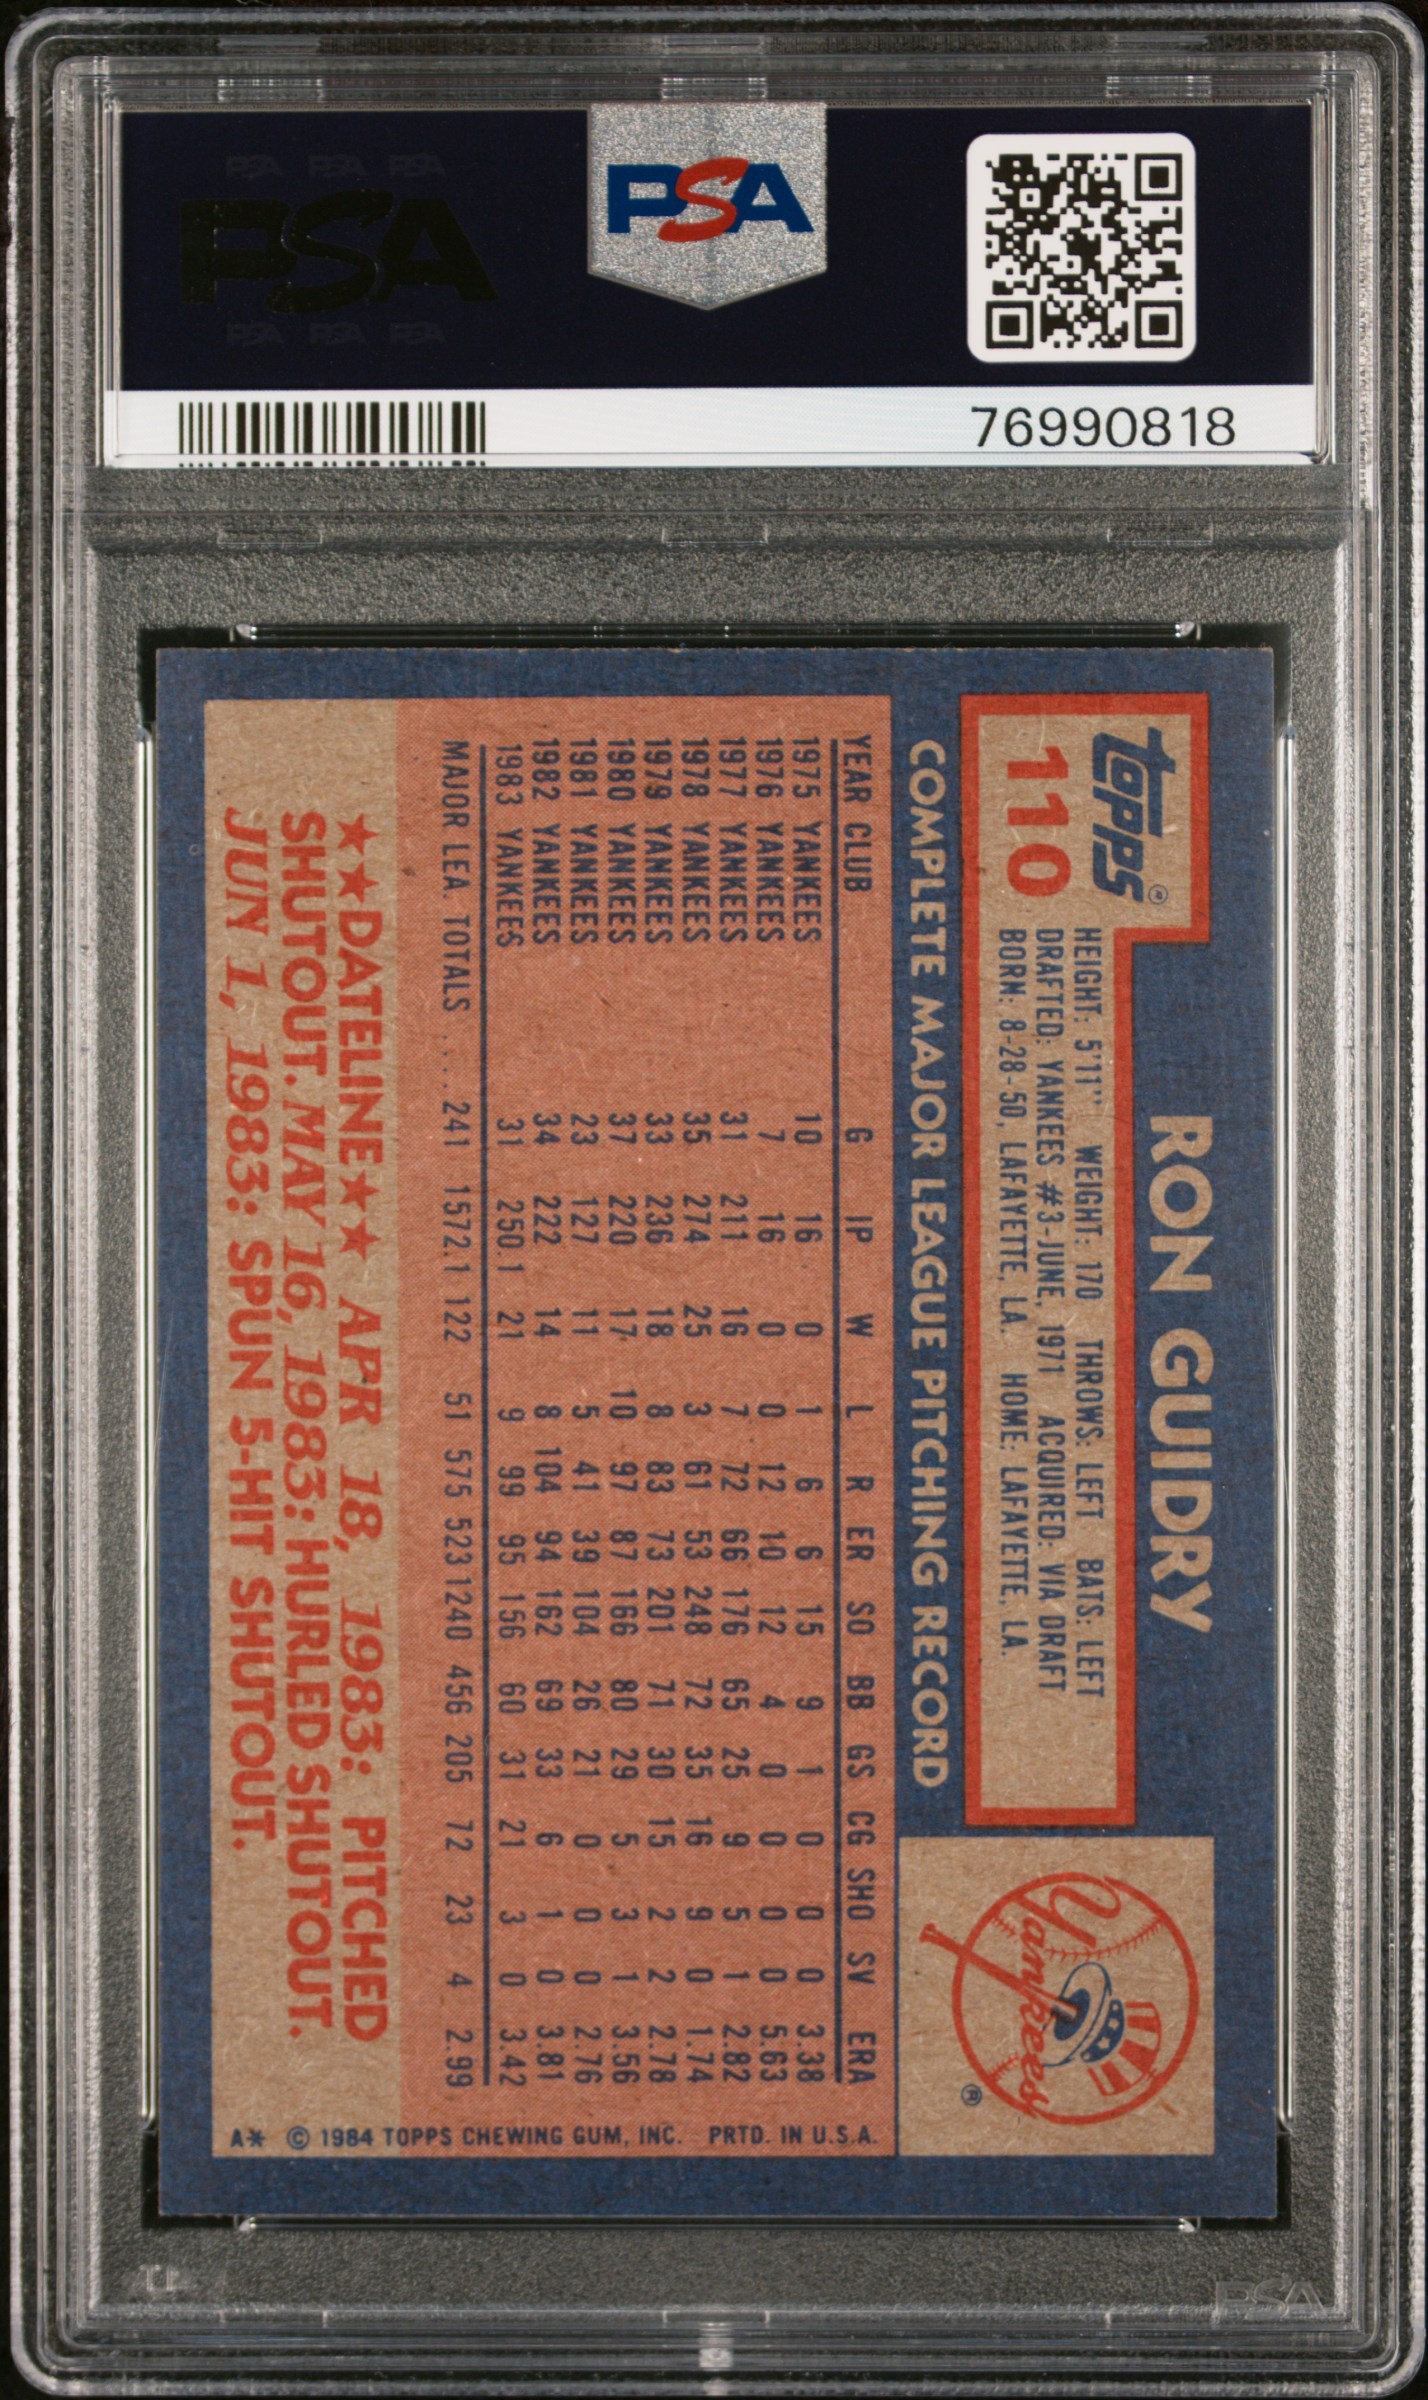 PSA PSA PSA
PSA
PSA PSA PSA
PSA
76990818
RON GUIDRY
topps®
110
HEIGHT: 5'11" WEIGHT: 170 THROWS: LEFT BATS: LEFT
DRAFTED: YANKEES #3-JUNE, 1971 ACQUIRED: VIA DRAFT
BORN: 8-28-50, LAFAYETTE, LA. HOME: LAFAYETTE, LA.
Yankees ®
COMPLETE MAJOR LEAGUE PITCHING RECORD
YEAR CLUB G IP W L R ER SO BB GS CG SHO SV ERA
1975 YANKEES 10 16 0 1 6 6 15 9 1 0 0 0 3.38
1976 YANKEES 7 16 0 0 12 10 12 4 0 0 0 0 5.63
1977 YANKEES 31 211 16 7 72 66 176 65 25 9 5 1 2.82
1978 YANKEES 35 274 25 3 61 53 248 72 35 16 9 0 1.74
1979 YANKEES 33 236 18 8 83 73 201 71 30 15 2 2 2.78
1980 YANKEES 37 220 17 10 97 87 166 80 29 5 3 1 3.56
1981 YANKEES 23 127 11 5 41 39 104 26 21 0 0 0 2.76
1982 YANKEES 34 222 14 8 104 94 162 69 33 6 1 0 3.81
1983 YANKEES 31 250.1 21 9 99 95 156 60 31 21 3 0 3.42
MAJOR LEA. TOTALS .... 241 1572.1 122 51 575 523 1240 456 205 72 23 4 2.99
★★DATELINE★★ APR 18, 1983: PITCHED
SHUTOUT. MAY 16, 1983: HURLED SHUTOUT.
JUN 1, 1983: SPUN 5-HIT SHUTOUT.
A* © 1984 TOPPS CHEWING GUM, INC. PRTD. IN U.S.A.
PSA